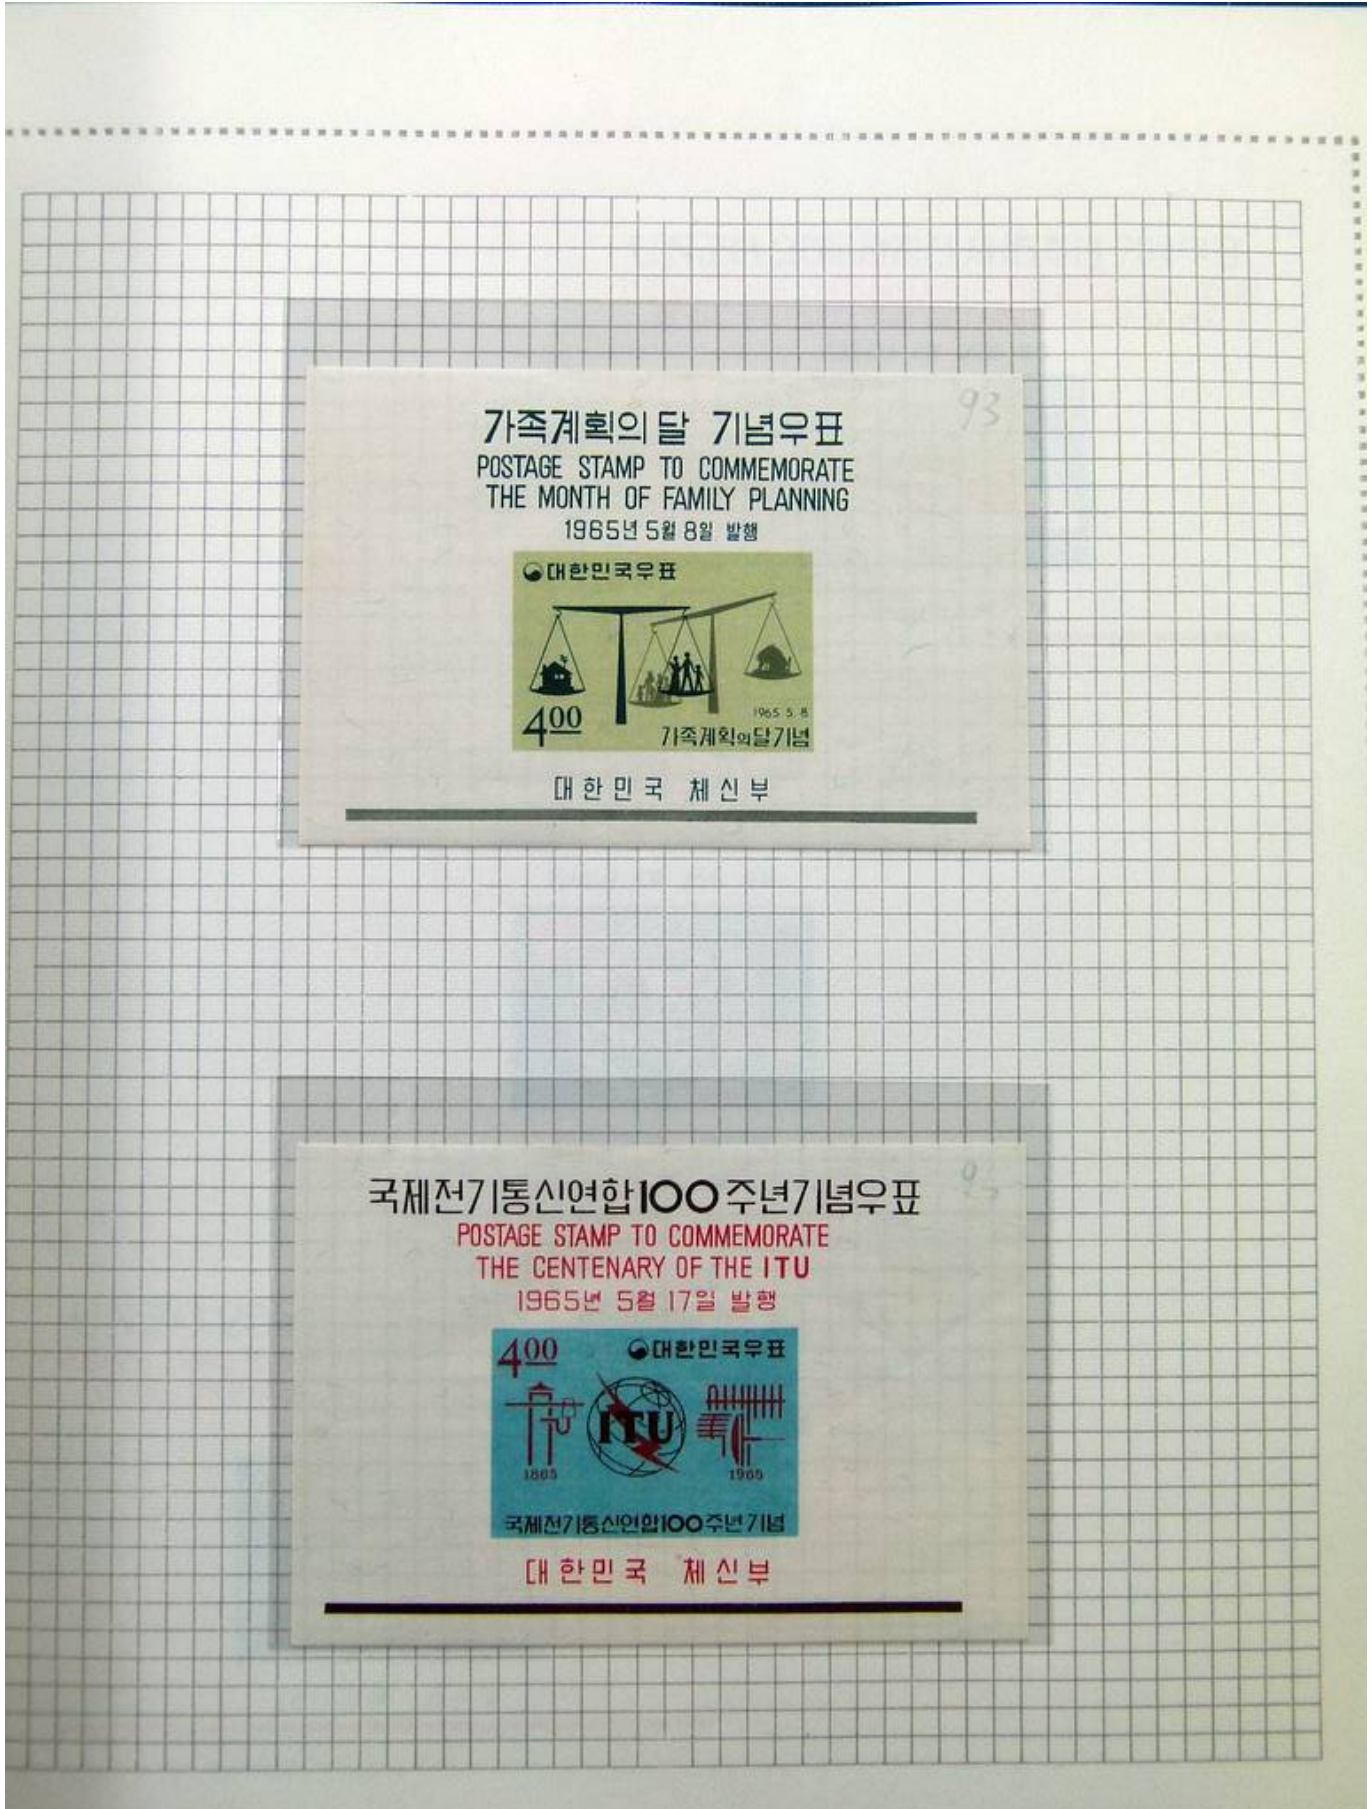 93
가족계획의 달 기념우표
POSTAGE STAMP TO COMMEMORATE
THE MONTH OF FAMILY PLANNING
1965년 5월 8일 발행
대한민국우표
400
1965 5. 8
가족계획의달기념
대한민국 체신부
국제전기통신연합100주년기념우표
POSTAGE STAMP TO COMMEMORATE
THE CENTENARY OF THE ITU
1965년 5월 17일 발행
400
대한민국우표
ITU
1865
1965
국제전기통신연합100주년기념
대한민국 체신부